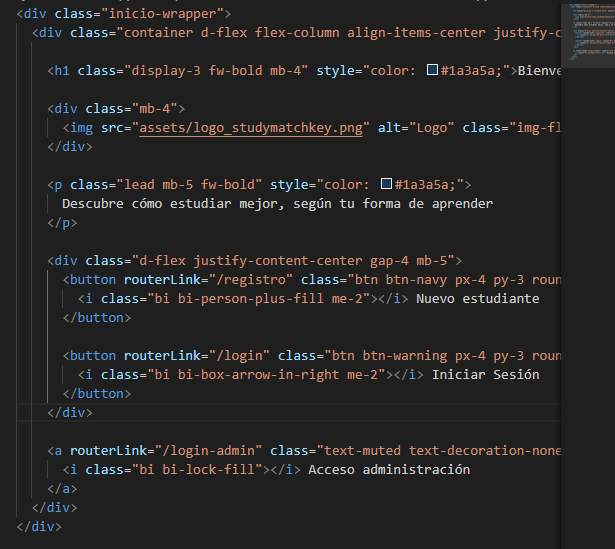 <div class="inicio-wrapper">
<div class="container d-flex flex-column align-items-center justify-c
<h1 class="display-3 fw-bold mb-4" style="color: #1a3a5a;">Bienve
<div class="mb-4">
<img src="assets/logo_studymatchkey.png" alt="Logo" class="img-fl
</div>
<p class="lead mb-5 fw-bold" style="color: #1a3a5a;">
Descubre cómo estudiar mejor, según tu forma de aprender
</p>
<div class="d-flex justify-content-center gap-4 mb-5">
<button routerLink="/registro" class="btn btn-navy px-4 py-3 roun
<i class="bi bi-person-plus-fill me-2"></i> Nuevo estudiante
</button>
<button routerLink="/login" class="btn btn-warning px-4 py-3 roun
<i class="bi bi-box-arrow-in-right me-2"></i> Iniciar Sesión
</button>
</div>
<a routerLink="/login-admin" class="text-muted text-decoration-none
<i class="bi bi-lock-fill"></i> Acceso administración
</a>
</div>
</div>